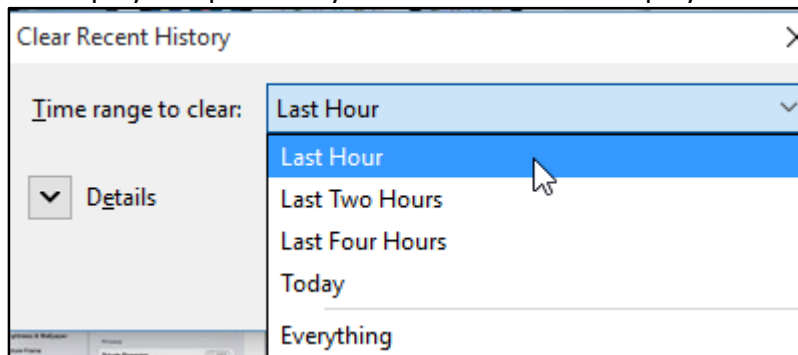 Clear Recent History
Time range to clear: Last Hour
Last Hour
Details
Last Two Hours
Last Four Hours
Today
Everything